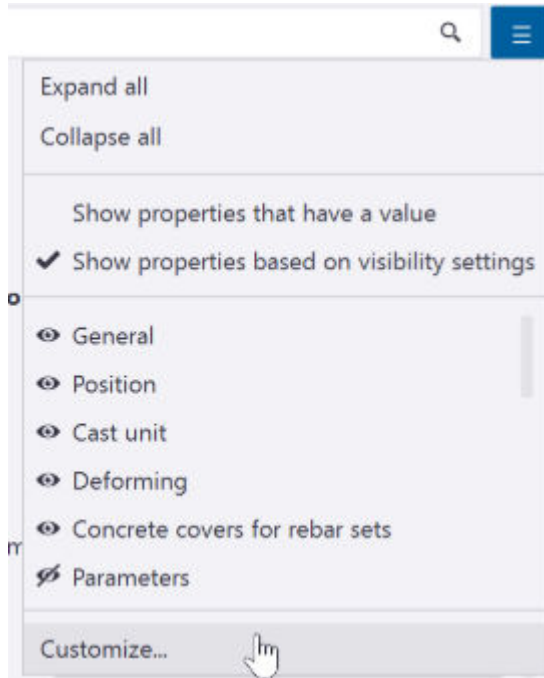 Expand all
Collapse all
Show properties that have a value
Show properties based on visibility settings
General
Position
Cast unit
Deforming
Concrete covers for rebar sets
Parameters
Customize...